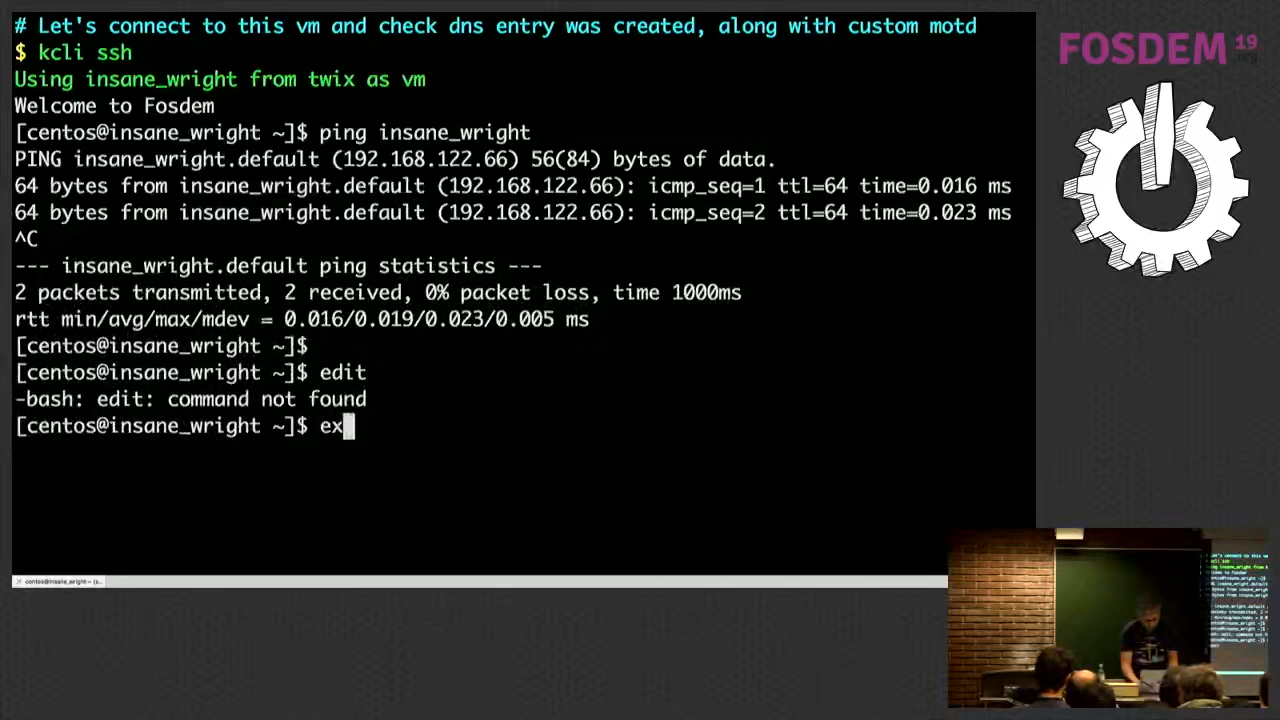 # Let's connect to this vm and check dns entry was created, along with custom motd
$ kcli ssh
Using insane_wright from twix as vm
Welcome to Fosdem
[centos@insane_wright ~]$ ping insane_wright
PING insane_wright.default (192.168.122.66) 56(84) bytes of data.
64 bytes from insane_wright.default (192.168.122.66): icmp_seq=1 ttl=64 time=0.016 ms
64 bytes from insane_wright.default (192.168.122.66): icmp_seq=2 ttl=64 time=0.023 ms
^C
--- insane_wright.default ping statistics ---
2 packets transmitted, 2 received, 0% packet loss, time 1000ms
rtt min/avg/max/mdev = 0.016/0.019/0.023/0.005 ms
[centos@insane_wright ~]$
[centos@insane_wright ~]$ edit
-bash: edit: command not found
[centos@insane_wright ~]$ ex
FOSDEM 19
.org
centos@insane_wright:~ (s...